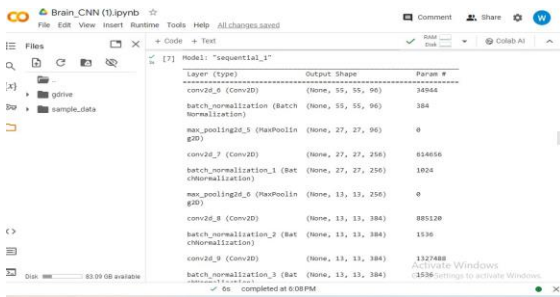 CO Brain_CNN (1).ipynb ☆
File Edit View Insert Runtime Tools Help All changes saved
Comment Share W
Files
+ Code + Text
RAM
Disk
Colab AI
{x}
..
gdrive
sample_data
[7] Model: "sequential_1"
Layer (type) Output Shape Param #
conv2d_6 (Conv2D) (None, 55, 55, 96) 34944
batch_normalization (Batch (None, 55, 55, 96) 384
Normalization)
max_pooling2d_5 (MaxPoolin (None, 27, 27, 96) 0
g2D)
conv2d_7 (Conv2D) (None, 27, 27, 256) 614656
batch_normalization_1 (Bat (None, 27, 27, 256) 1024
chNormalization)
max_pooling2d_6 (MaxPoolin (None, 13, 13, 256) 0
g2D)
conv2d_8 (Conv2D) (None, 13, 13, 384) 885120
batch_normalization_2 (Bat (None, 13, 13, 384) 1536
chNormalization)
conv2d_9 (Conv2D) (None, 13, 13, 384) 1327488
batch_normalization_3 (Bat (None, 13, 13, 384) 1536
chNormalization)
Activate Windows
Go to Settings to activate Windows.
Disk 83.09 GB available
✓ 6s completed at 6:08 PM